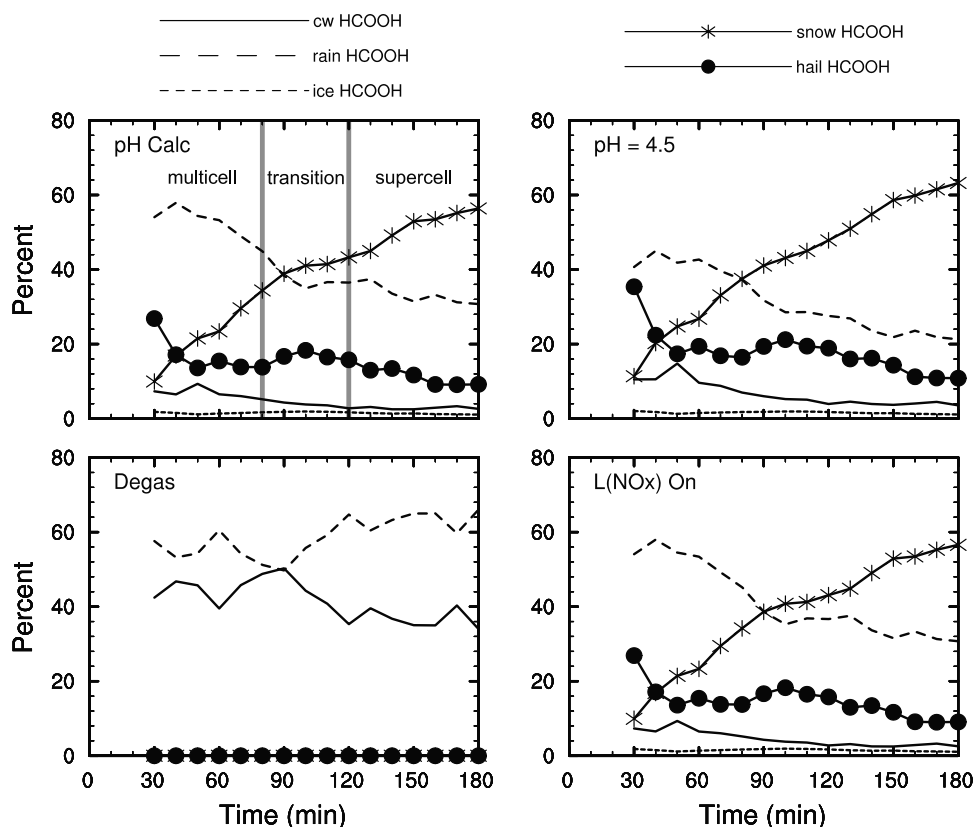 cw HCOOH
rain HCOOH
ice HCOOH
snow HCOOH
hail HCOOH
80
60
40
20
0
Percent
pH Calc
multicell
transition
supercell
80
60
40
20
0
pH = 4.5
80
60
40
20
0
Percent
Degas
0 30 60 90 120 150 180
Time (min)
80
60
40
20
0
L(NOx) On
0 30 60 90 120 150 180
Time (min)